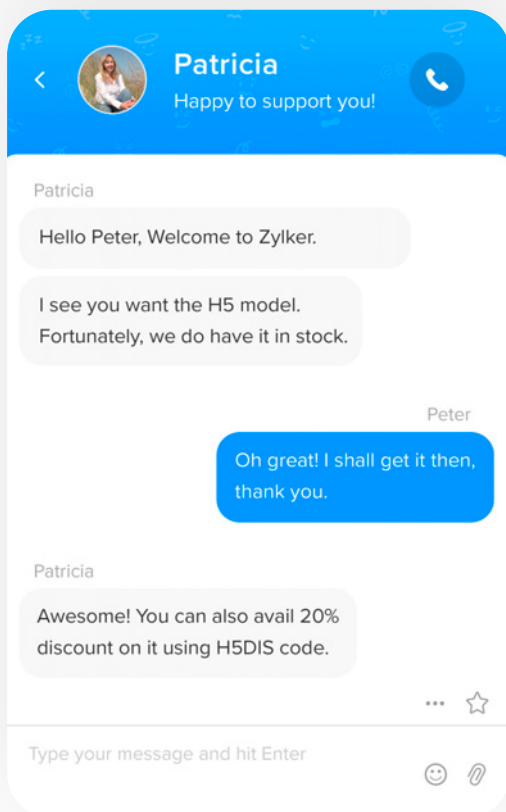 Patricia
Happy to support you!
Patricia
Hello Peter, Welcome to Zylker.
I see you want the H5 model.
Fortunately, we do have it in stock.
Peter
Oh great! I shall get it then,
thank you.
Patricia
Awesome! You can also avail 20%
discount on it using H5DIS code.
Type your message and hit Enter